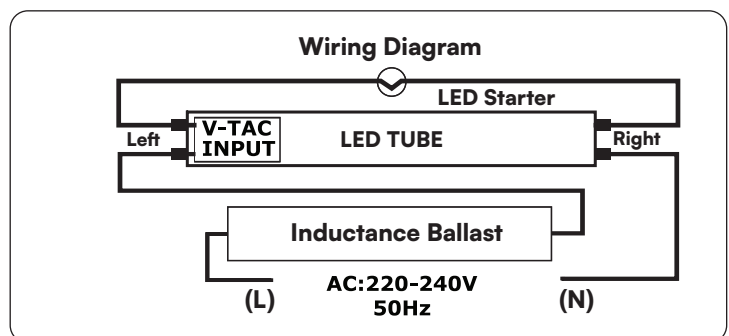 Wiring Diagram
LED Starter
Left
V-TAC
INPUT
LED TUBE
Right
Inductance Ballast
(L)
AC:220-240V
50Hz
(N)